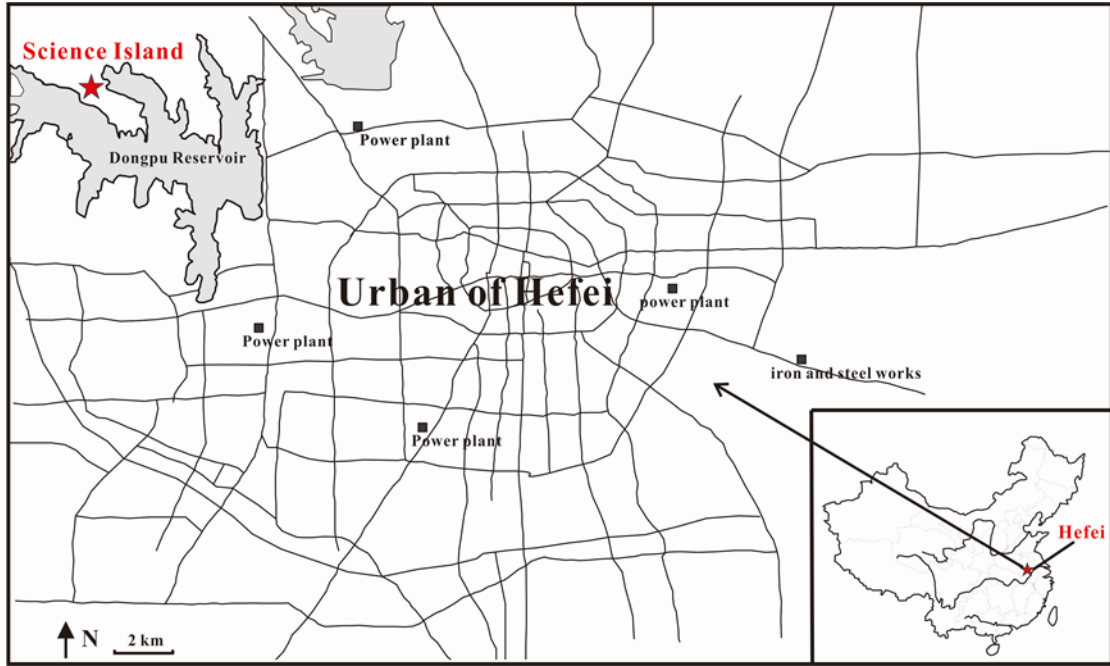 Science Island
Power plant
Dongpu Reservoir
Urban of Hefei
power plant
Power plant
iron and steel works
Power plant
Hefei
N
2 km